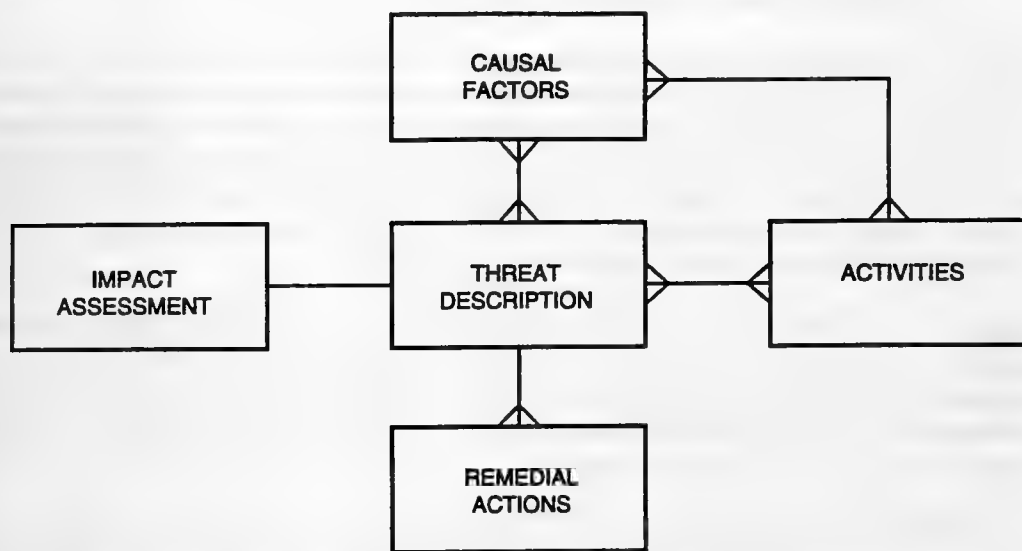 CAUSAL
FACTORS
IMPACT
ASSESSMENT
THREAT
DESCRIPTION
ACTIVITIES
REMEDIAL
ACTIONS